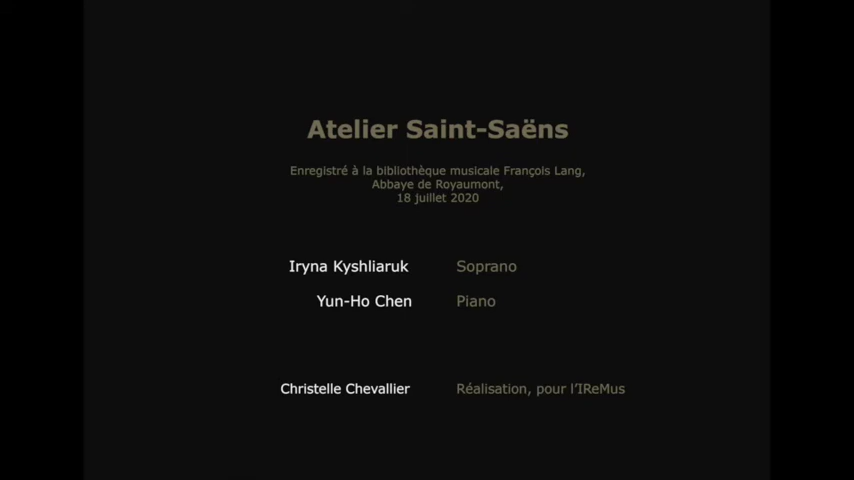 Atelier Saint-Saëns
Enregistré à la bibliothèque musicale François Lang,
Abbaye de Royaumont,
18 juillet 2020
Iryna Kyshliaruk Soprano
Yun-Ho Chen Piano
Christelle Chevallier Réalisation, pour l'IReMus